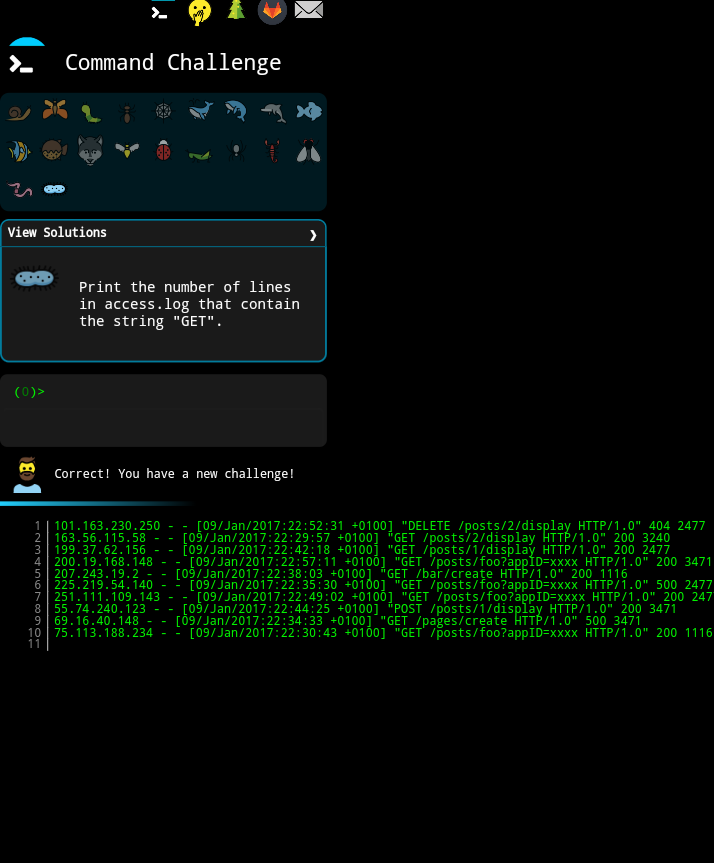 Command Challenge
View Solutions ❯
Print the number of lines
in access.log that contain
the string "GET".
(0)>
Correct! You have a new challenge!
1 101.163.230.250 - - [09/Jan/2017:22:52:31 +0100] "DELETE /posts/2/display HTTP/1.0" 404 2477
2 163.56.115.58 - - [09/Jan/2017:22:29:57 +0100] "GET /posts/2/display HTTP/1.0" 200 3240
3 199.37.62.156 - - [09/Jan/2017:22:42:18 +0100] "GET /posts/1/display HTTP/1.0" 200 2477
4 200.19.168.148 - - [09/Jan/2017:22:57:11 +0100] "GET /posts/foo?appID=xxxx HTTP/1.0" 200 3471
5 207.243.19.2 - - [09/Jan/2017:22:38:03 +0100] "GET /bar/create HTTP/1.0" 200 1116
6 225.219.54.140 - - [09/Jan/2017:22:35:30 +0100] "GET /posts/foo?appID=xxxx HTTP/1.0" 500 2477
7 251.111.109.143 - - [09/Jan/2017:22:49:02 +0100] "GET /posts/foo?appID=xxxx HTTP/1.0" 200 247
8 55.74.240.123 - - [09/Jan/2017:22:44:25 +0100] "POST /posts/1/display HTTP/1.0" 200 3471
9 69.16.40.148 - - [09/Jan/2017:22:34:33 +0100] "GET /pages/create HTTP/1.0" 500 3471
10 75.113.188.234 - - [09/Jan/2017:22:30:43 +0100] "GET /posts/foo?appID=xxxx HTTP/1.0" 200 1116
11